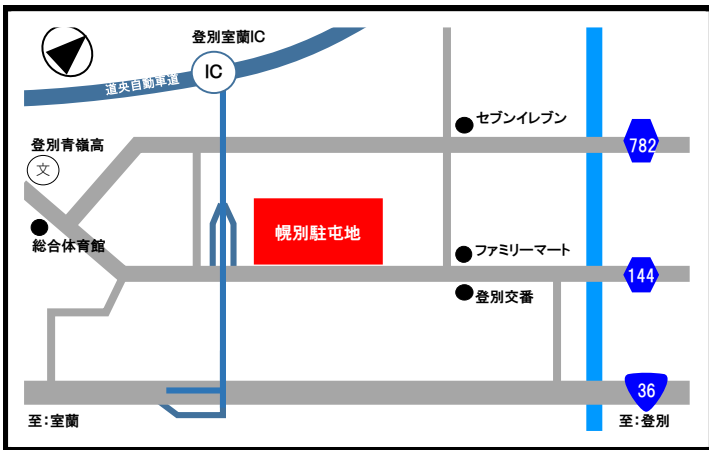 登別室蘭IC
IC
道央自動車道
セブンイレブン
782
登別青嶺高
文
総合体育館
幌別駐屯地
ファミリーマート
144
登別交番
36
至：室蘭
至：登別